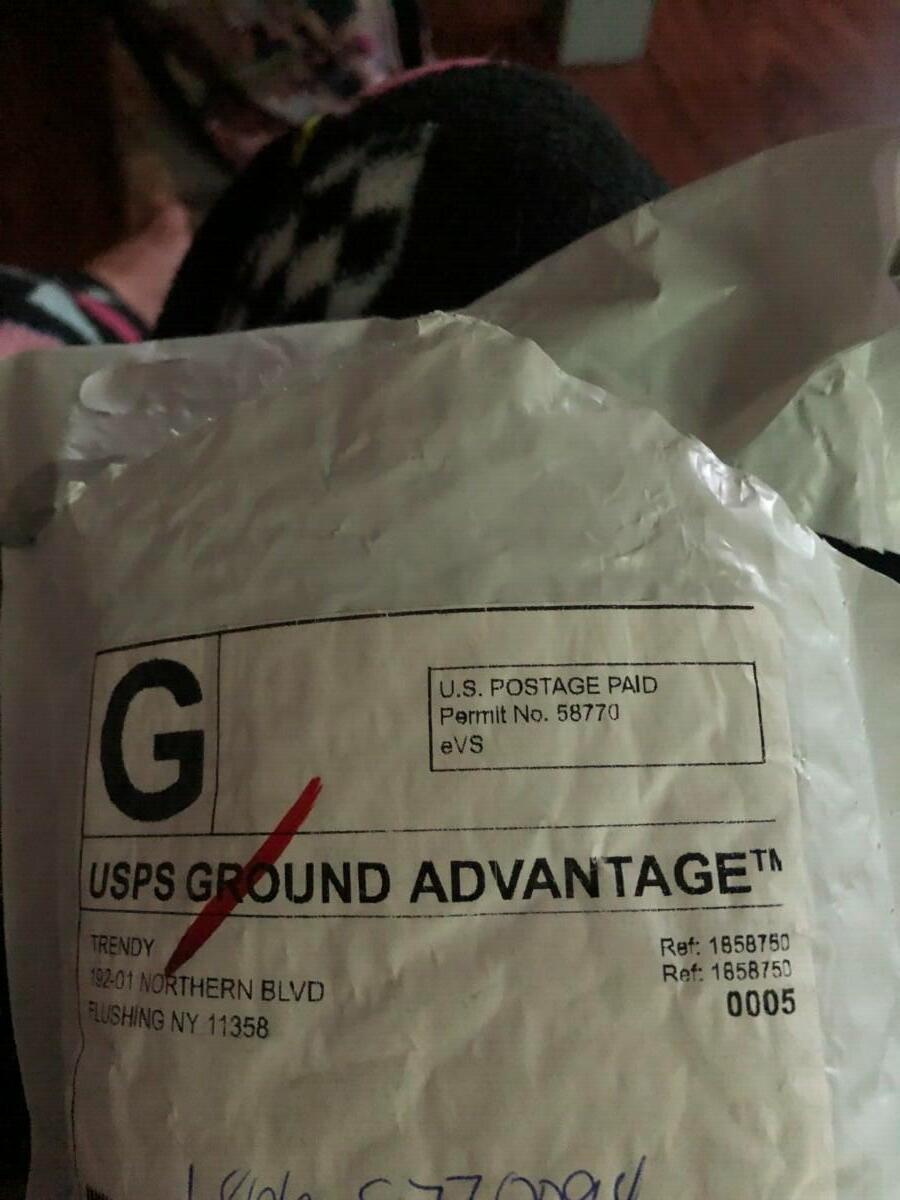 G
U.S. POSTAGE PAID
Permit No. 58770
eVS
USPS GROUND ADVANTAGE™
TRENDY
192-01 NORTHERN BLVD
FLUSHING NY 11358
Ref: 1858750
Ref: 1858750
0005